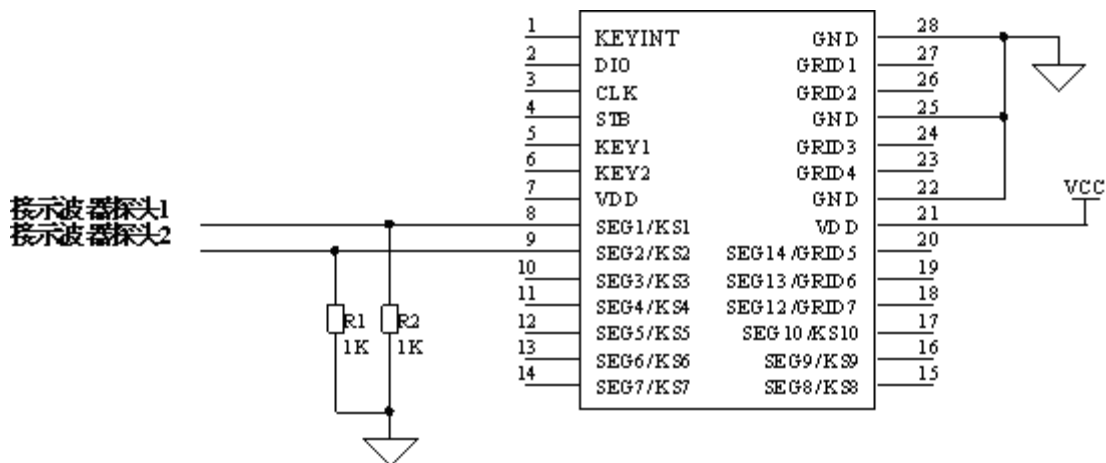 1 KEYINT GND 28
2 DIO GRID1 27
3 CLK GRID2 26
4 STB GND 25
5 KEY1 GRID3 24
6 KEY2 GRID4 23
7 VDD GND 22
VCC
接示波器探头1 8 SEG1/KS1 VDD 21
接示波器探头2 9 SEG2/KS2 SEG14/GRID5 20
10 SEG3/KS3 SEG13/GRID6 19
11 SEG4/KS4 SEG12/GRID7 18
12 SEG5/KS5 SEG10/KS10 17
13 SEG6/KS6 SEG9/KS9 16
14 SEG7/KS7 SEG8/KS8 15
R1 R2
1K 1K